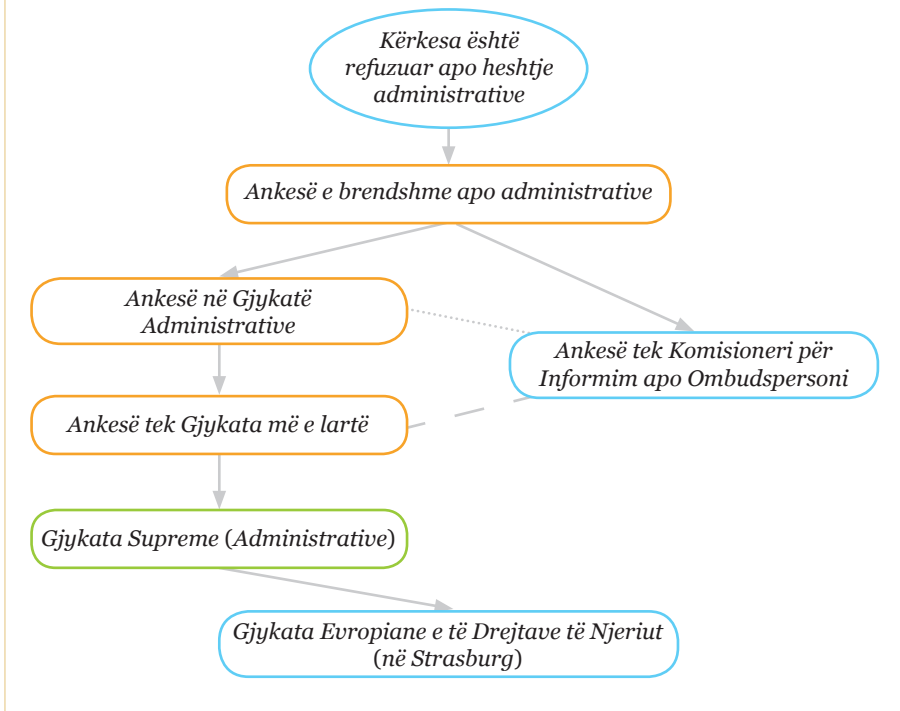 Kërkesa është
refuzuar apo heshtje
administrative
Ankesë e brendshme apo administrative
Ankesë në Gjykatë
Administrative
Ankesë tek Komisioneri për
Informim apo Ombudspersoni
Ankesë tek Gjykata më e lartë
Gjykata Supreme (Administrative)
Gjykata Evropiane e të Drejtave të Njeriut
(në Strasburg)